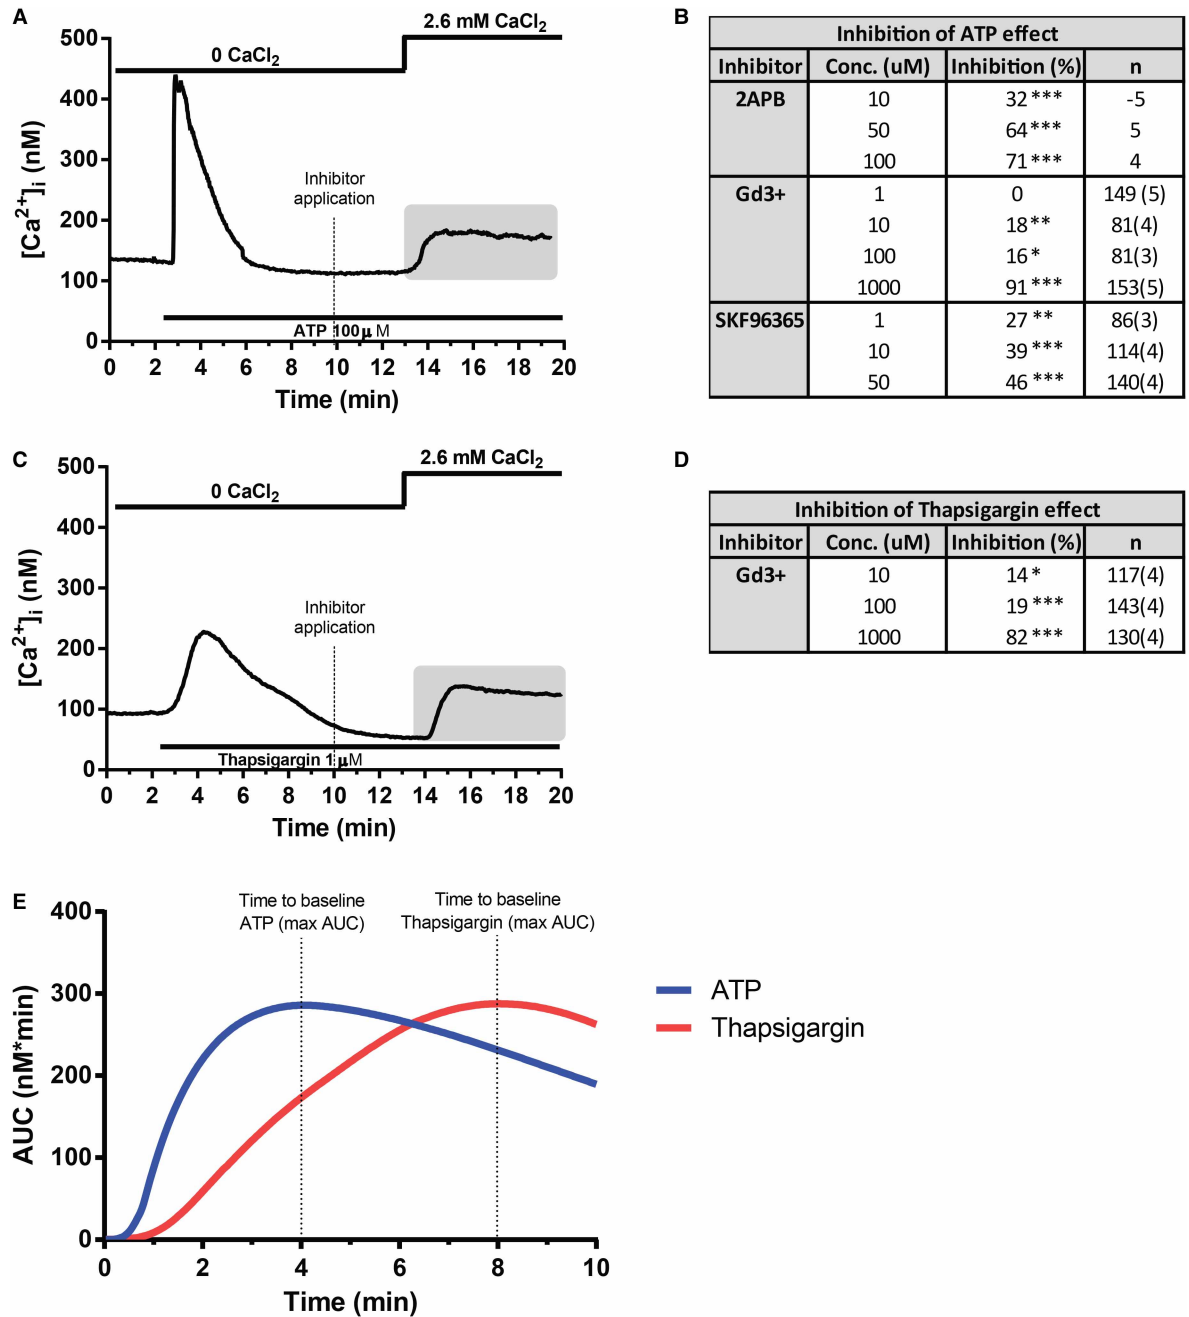 A
2.6 mM CaCl2
0 CaCl2
500
400
300
200
100
0
[Ca2+]i (nM)
Inhibitor
application
ATP 100 µM
0 2 4 6 8 10 12 14 16 18 20
Time (min)
B
Inhibition of ATP effect
Inhibitor Conc. (uM) Inhibition (%) n
2APB 10 32 *** -5
50 64 *** 5
100 71 *** 4
Gd3+ 1 0 149 (5)
10 18 ** 81(4)
100 16 * 81(3)
1000 91 *** 153(5)
SKF96365 1 27 ** 86(3)
10 39 *** 114(4)
50 46 *** 140(4)
C
2.6 mM CaCl2
0 CaCl2
500
400
300
200
100
0
[Ca2+]i (nM)
Inhibitor
application
Thapsigargin 1 µM
0 2 4 6 8 10 12 14 16 18 20
Time (min)
D
Inhibition of Thapsigargin effect
Inhibitor Conc. (uM) Inhibition (%) n
Gd3+ 10 14 * 117(4)
100 19 *** 143(4)
1000 82 *** 130(4)
E
Time to baseline
ATP (max AUC)
Time to baseline
Thapsigargin (max AUC)
400
300
200
100
0
AUC (nM*min)
0 2 4 6 8 10
Time (min)
ATP
Thapsigargin